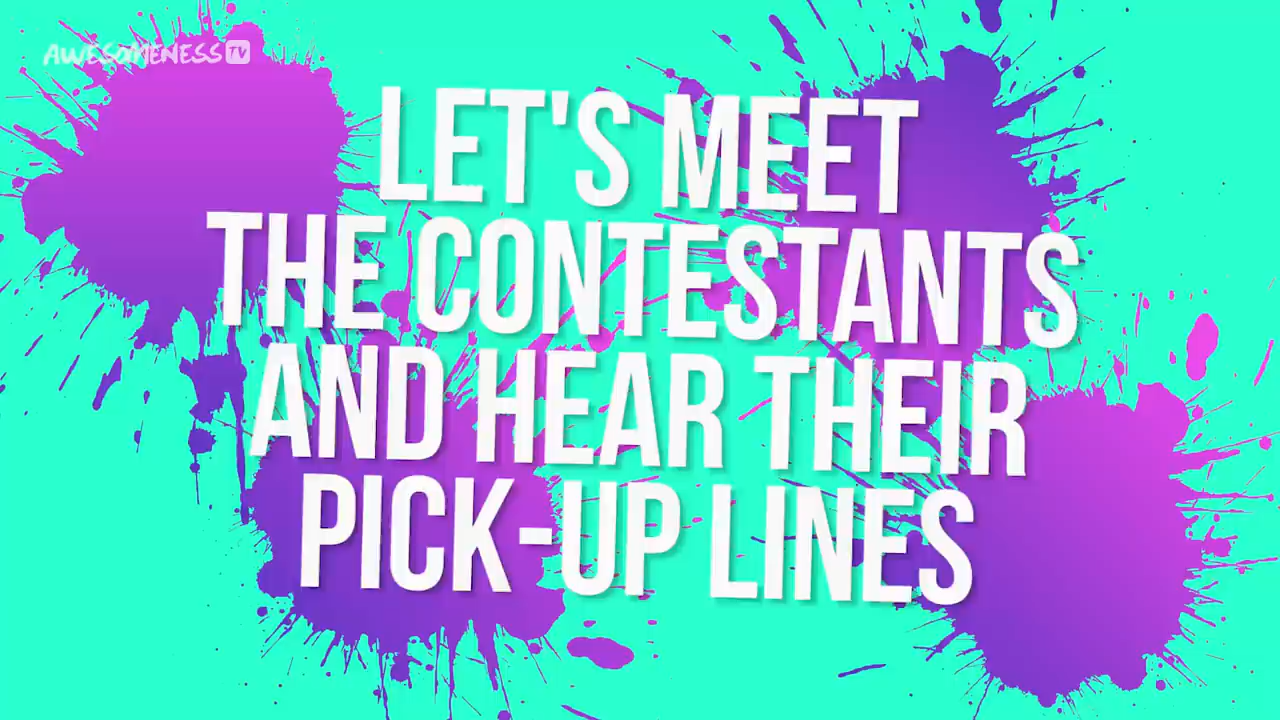 AWESOMENESS TV
LET'S MEET
THE CONTESTANTS
AND HEAR THEIR
PICK-UP LINES